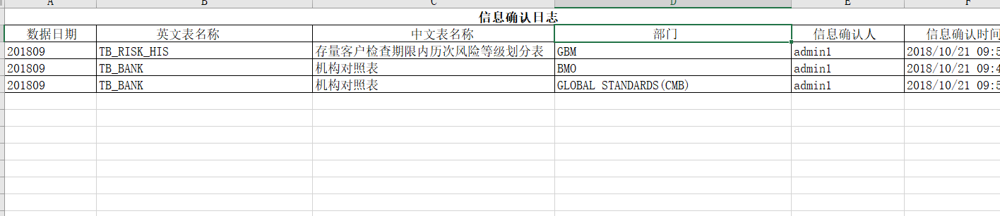 A B C D E F
信息确认日志
数据日期 英文表名称 中文表名称 部门 信息确认人 信息确认时间
201809 TB_RISK_HIS 存量客户检查期限内历次风险等级划分表 GBM admin1 2018/10/21 09:5
201809 TB_BANK 机构对照表 BMO admin1 2018/10/21 09:4
201809 TB_BANK 机构对照表 GLOBAL STANDARDS(CMB) admin1 2018/10/21 09:5